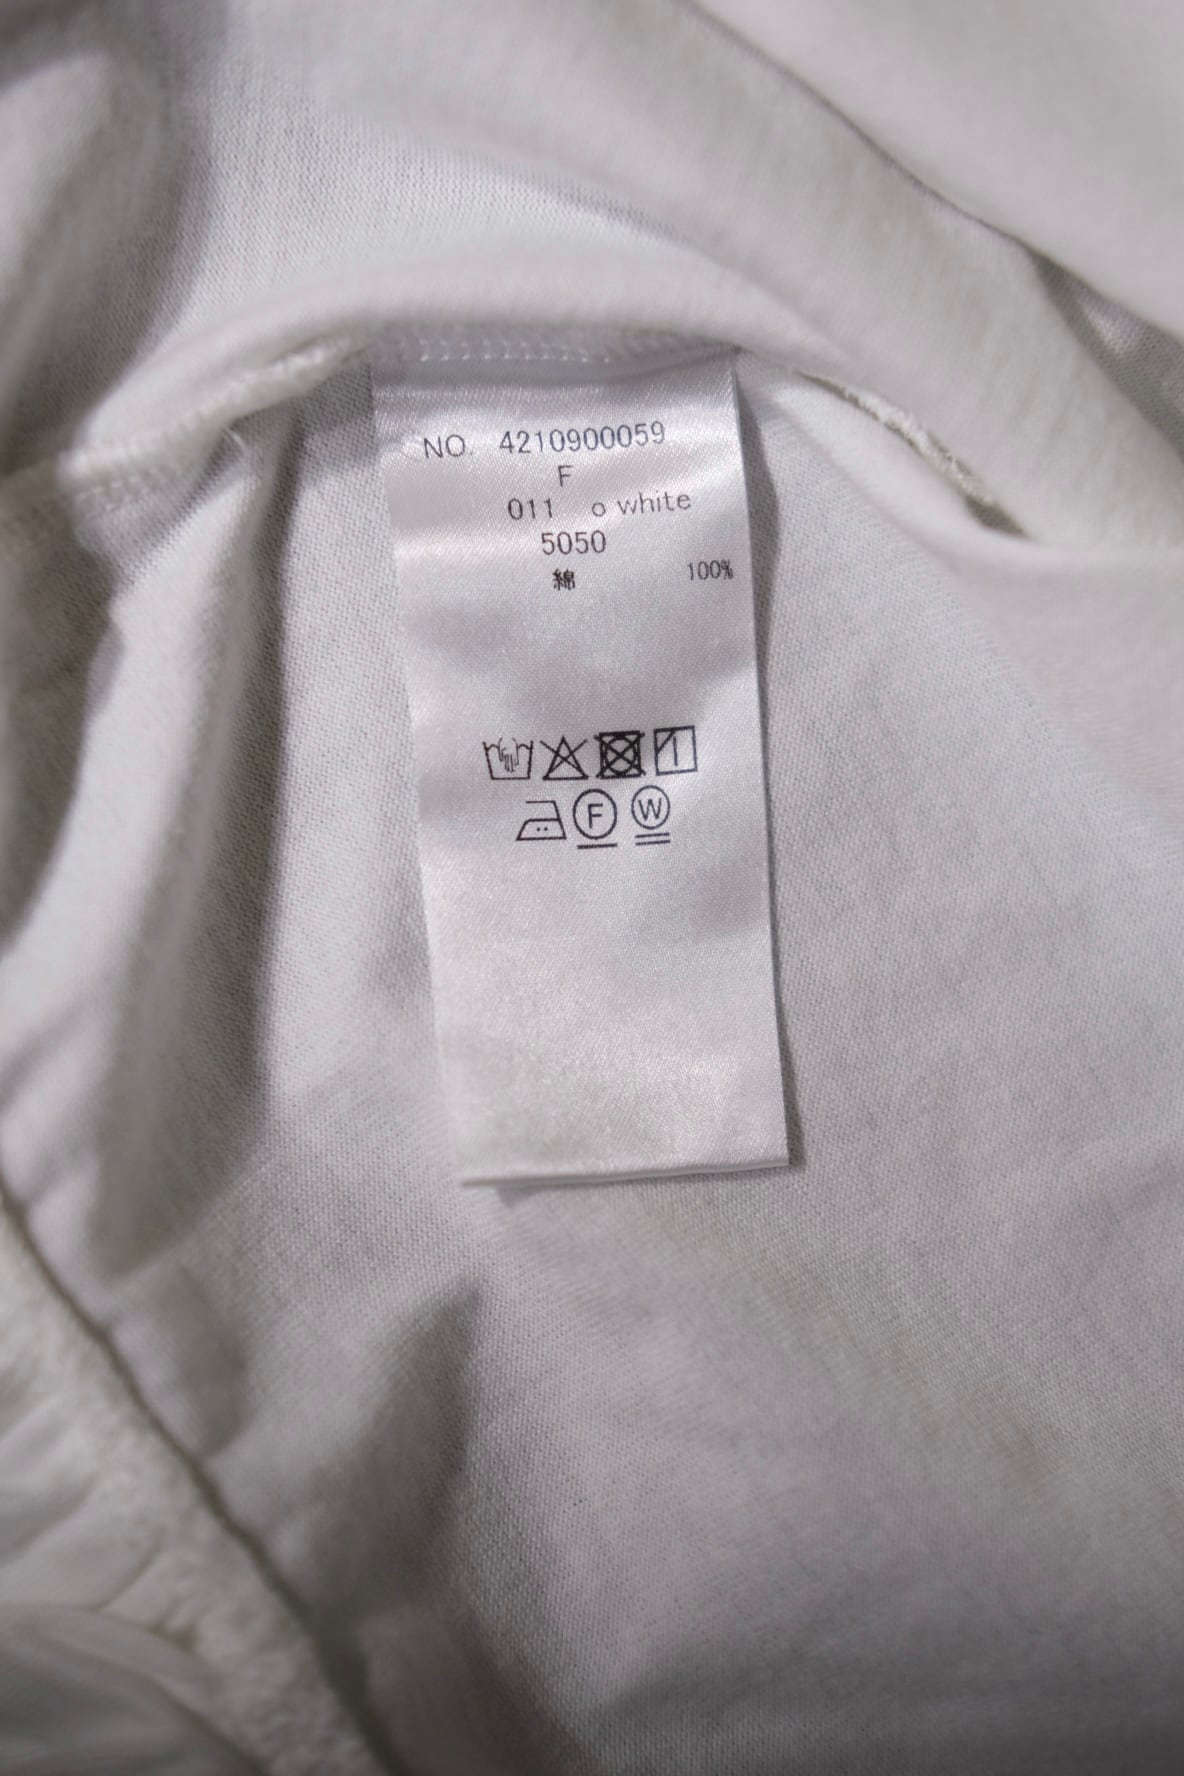 NO. 4210900059
F
011 o white
5050
綿 100%
F W